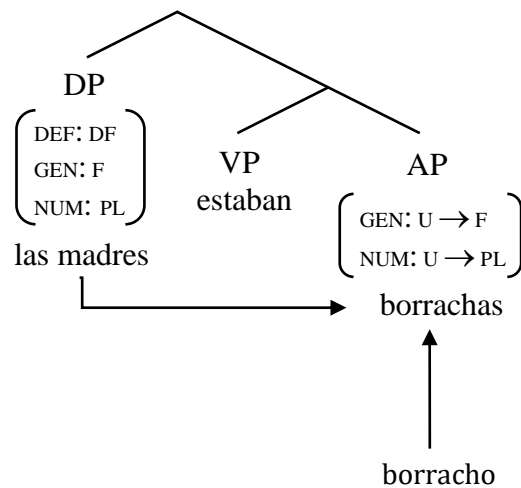 DP
DEF: DF
GEN: F
NUM: PL
las madres
VP
estaban
AP
GEN: U → F
NUM: U → PL
borrachas
borracho